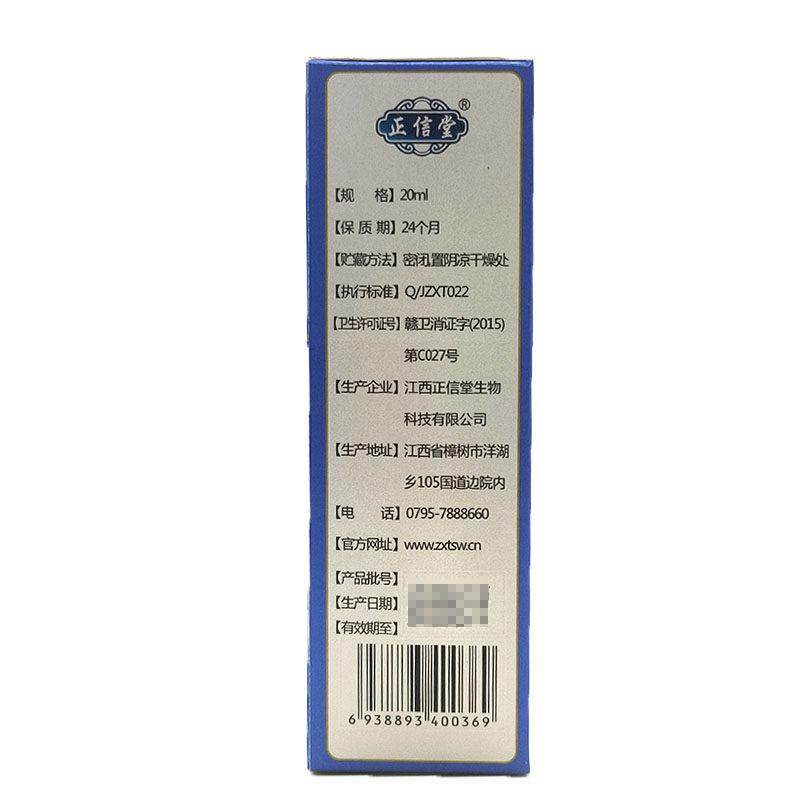 正信堂®
【规 格】20ml
【保 质 期】24个月
【贮藏方法】密闭,置阴凉干燥处
【执行标准】Q/JZXT022
【卫生许可证号】赣卫消证字(2015)
第C027号
【生产企业】江西正信堂生物
科技有限公司
【生产地址】江西省樟树市洋湖
乡105国道边院内
【电 话】0795-7888660
【官方网址】www.zxtsw.cn
【产品批号】
【生产日期】
【有效期至】
6 938893 400369